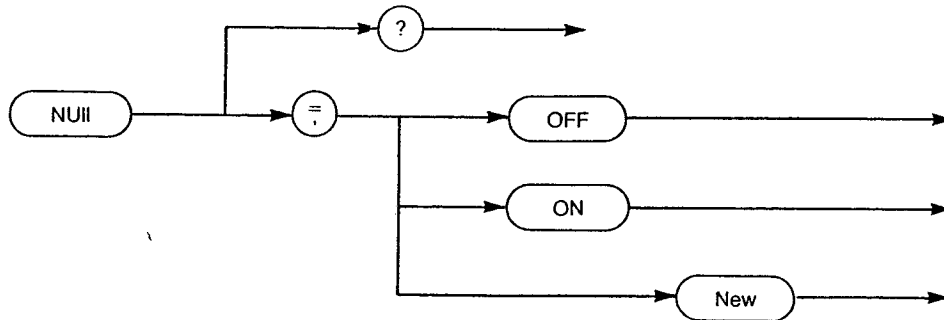 ?
NUll
=
,
OFF
ON
New